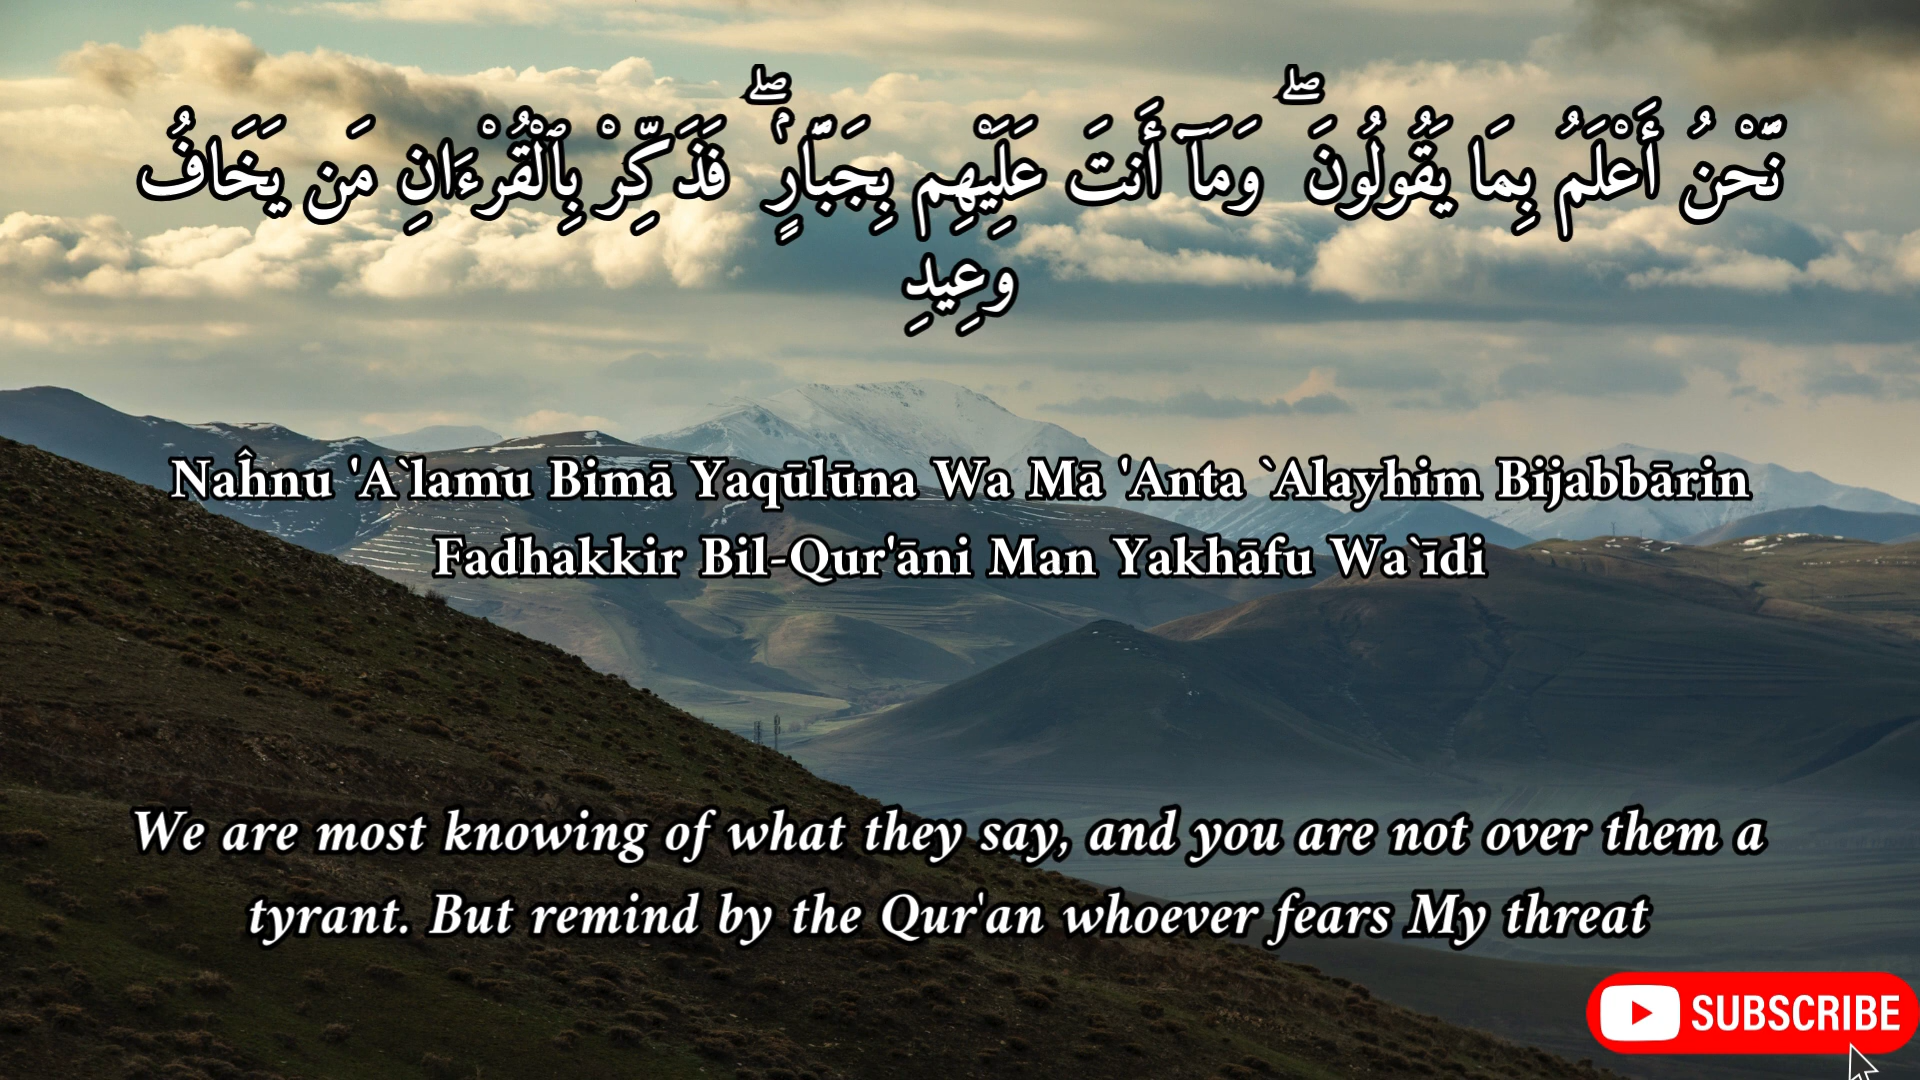 نَّحْنُ أَعْلَمُ بِمَا يَقُولُونَ ۖ وَمَآ أَنتَ عَلَيْهِم بِجَبَّارٍۢ ۖ فَذَكِّرْ بِٱلْقُرْءَانِ مَن يَخَافُ
وَعِيدِ
Naĥnu 'A`lamu Bimā Yaqūlūna Wa Mā 'Anta `Alayhim Bijabbārin
Fadhakkir Bil-Qur'āni Man Yakhāfu Wa`īdi
We are most knowing of what they say, and you are not over them a
tyrant. But remind by the Qur'an whoever fears My threat
SUBSCRIBE